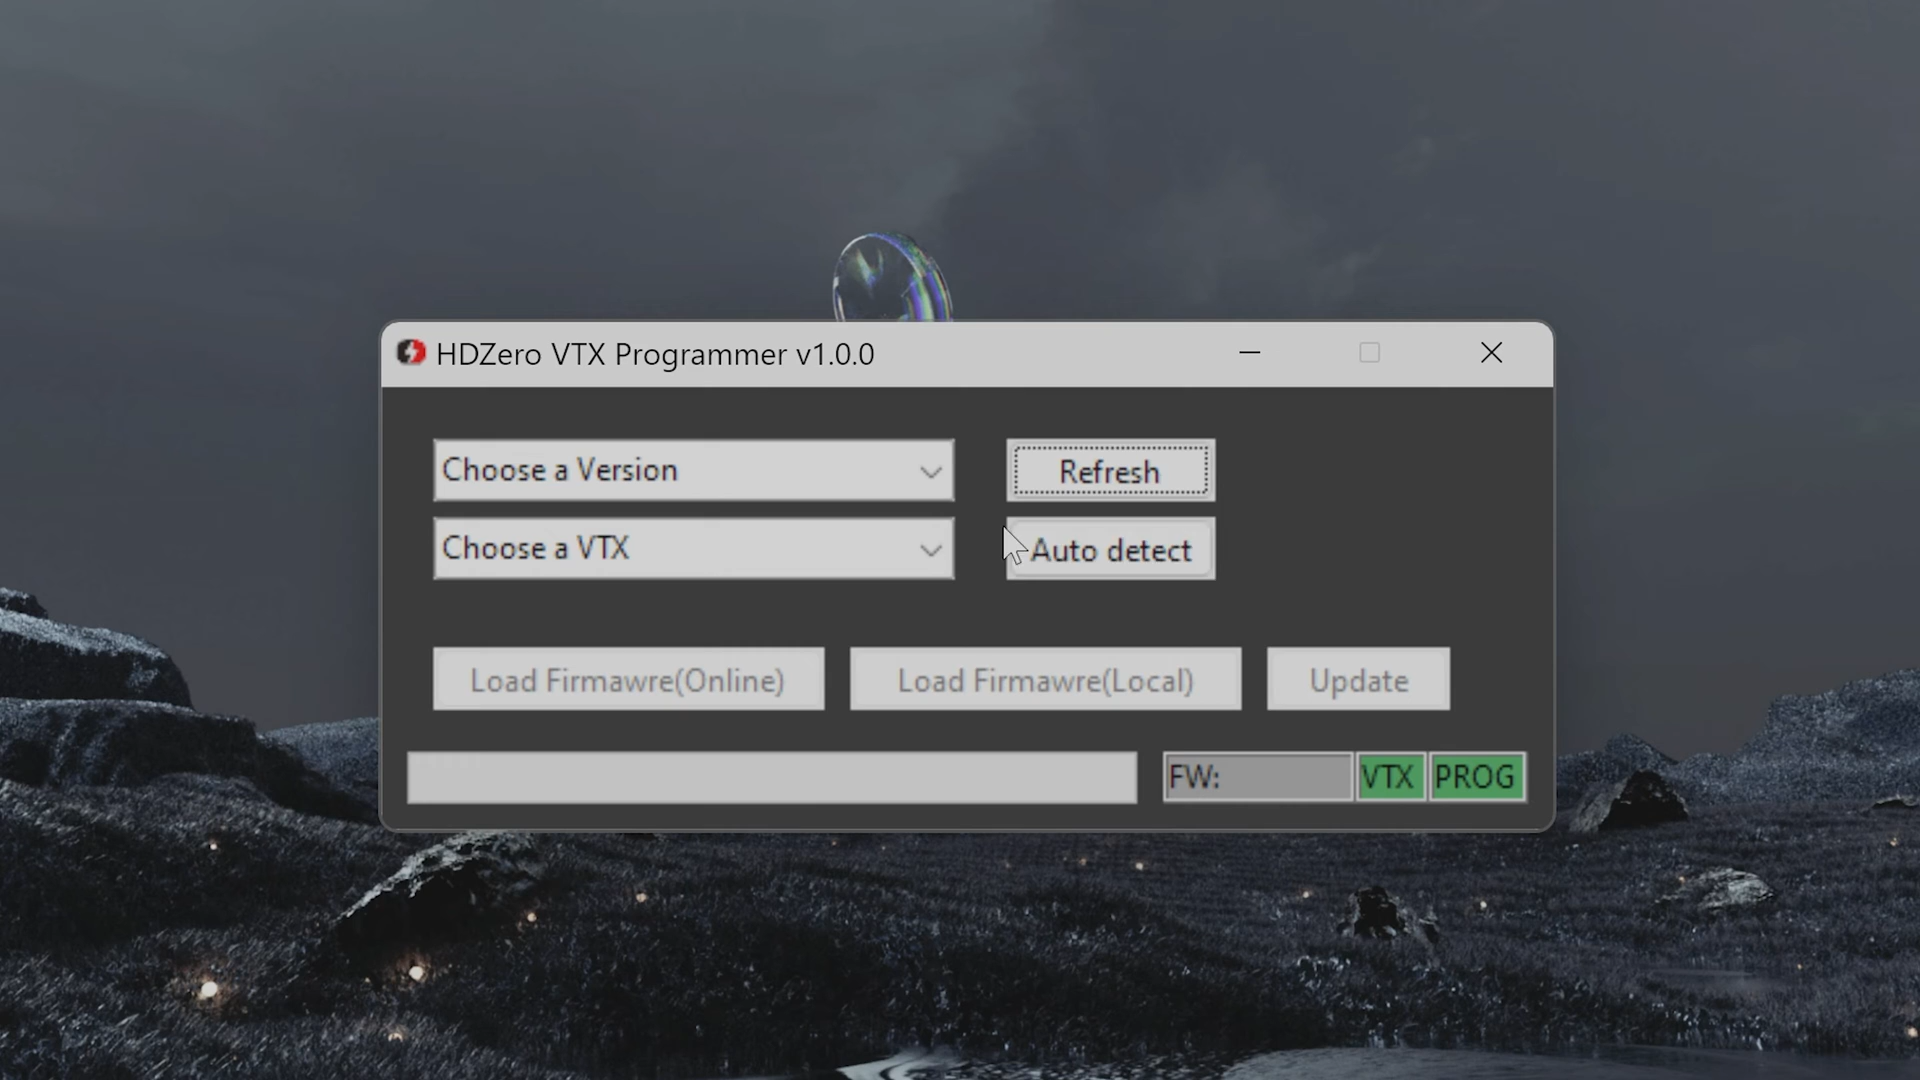 HDZero VTX Programmer v1.0.0
Choose a Version
Refresh
Choose a VTX
Auto detect
Load Firmawre(Online)
Load Firmawre(Local)
Update
FW:
VTX
PROG